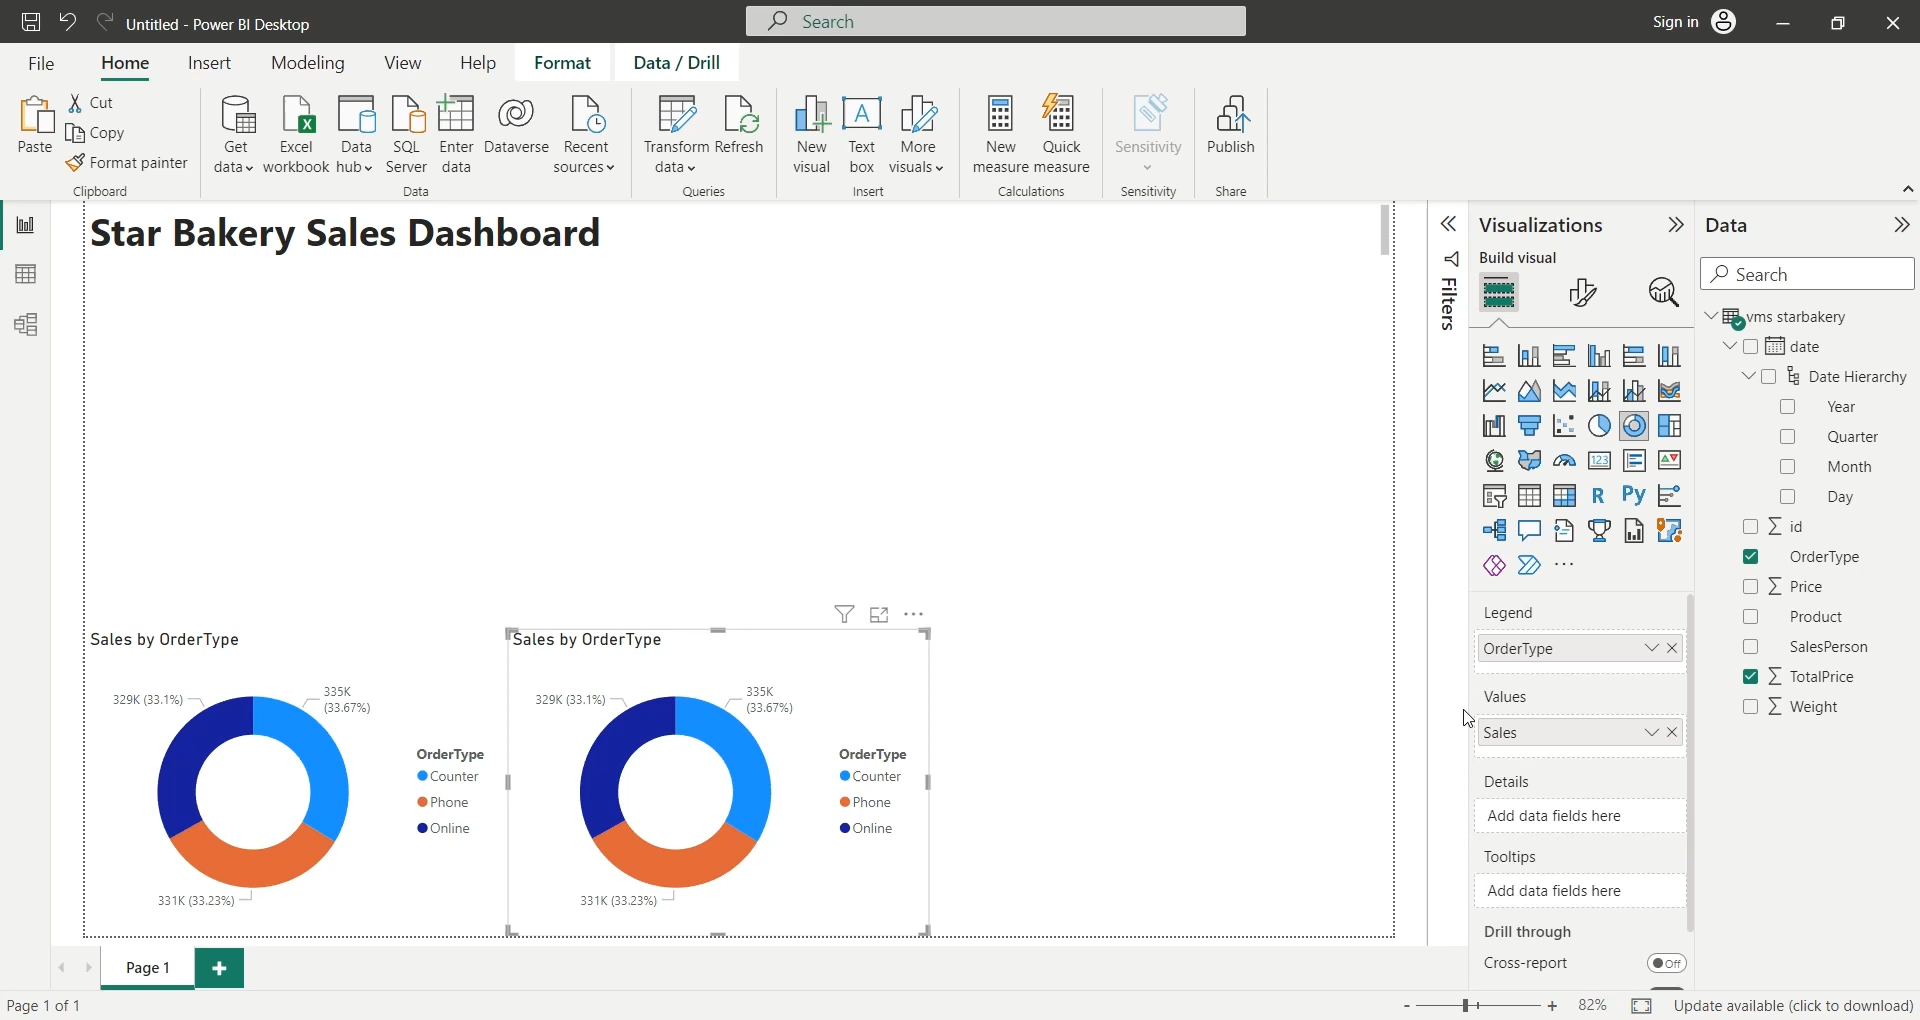 Untitled - Power BI Desktop
Search
Sign in
File
Home
Insert
Modeling
View
Help
Format
Data / Drill
Paste
Cut
Copy
Format painter
Clipboard
Get data
Excel workbook
Data hub
SQL Server
Enter data
Dataverse
Recent sources
Data
Transform data
Refresh
Queries
New visual
Text box
More visuals
Insert
New measure
Quick measure
Calculations
Sensitivity
Sensitivity
Publish
Share
Star Bakery Sales Dashboard
Sales by OrderType
329K (33.1%)
335K
(33.67%)
331K (33.23%)
OrderType
Counter
Phone
Online
Sales by OrderType
329K (33.1%)
335K
(33.67%)
331K (33.23%)
OrderType
Counter
Phone
Online
Filters
Visualizations
Build visual
123
R
Py
Legend
OrderType
Values
Sales
Details
Add data fields here
Tooltips
Add data fields here
Drill through
Cross-report
Off
Data
Search
vms starbakery
date
Date Hierarchy
Year
Quarter
Month
Day
id
OrderType
Price
Product
SalesPerson
TotalPrice
Weight
Page 1
Page 1 of 1
82%
Update available (click to download)